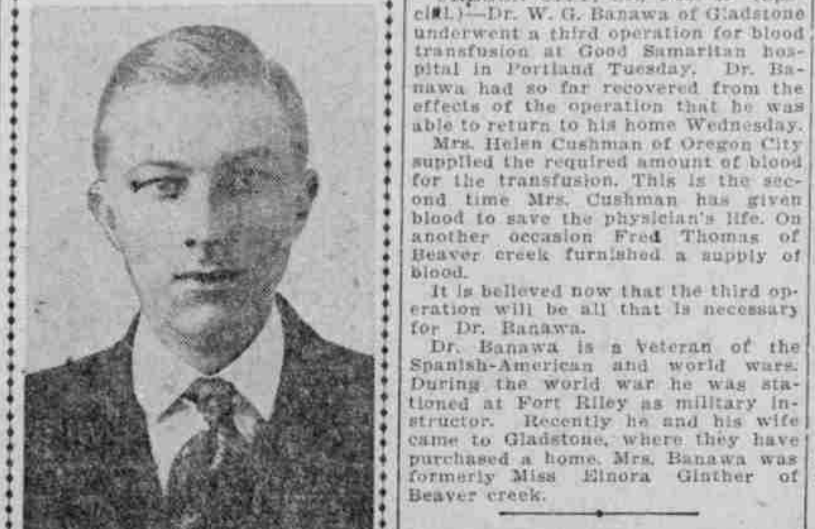 cial.)—Dr. W. G. Banawa of Gladstone
underwent a third operation for blood
transfusion at Good Samaritan hos-
pital in Portland Tuesday. Dr. Ba-
nawa had so far recovered from the
effects of the operation that he was
able to return to his home Wednesday.
Mrs. Helen Cushman of Oregon City
supplied the required amount of blood
for the transfusion. This is the sec-
ond time Mrs. Cushman has given
blood to save the physician's life. On
another occasion Fred Thomas of
Beaver creek furnished a supply of
blood.
It is believed now that the third op-
eration will be all that is necessary
for Dr. Banawa.
Dr. Banawa is a veteran of the
Spanish-American and world wars.
During the world war he was sta-
tioned at Fort Riley as military in-
structor. Recently he and his wife
came to Gladstone, where they have
purchased a home. Mrs. Banawa was
formerly Miss Elnora Ginther of
Beaver creek.